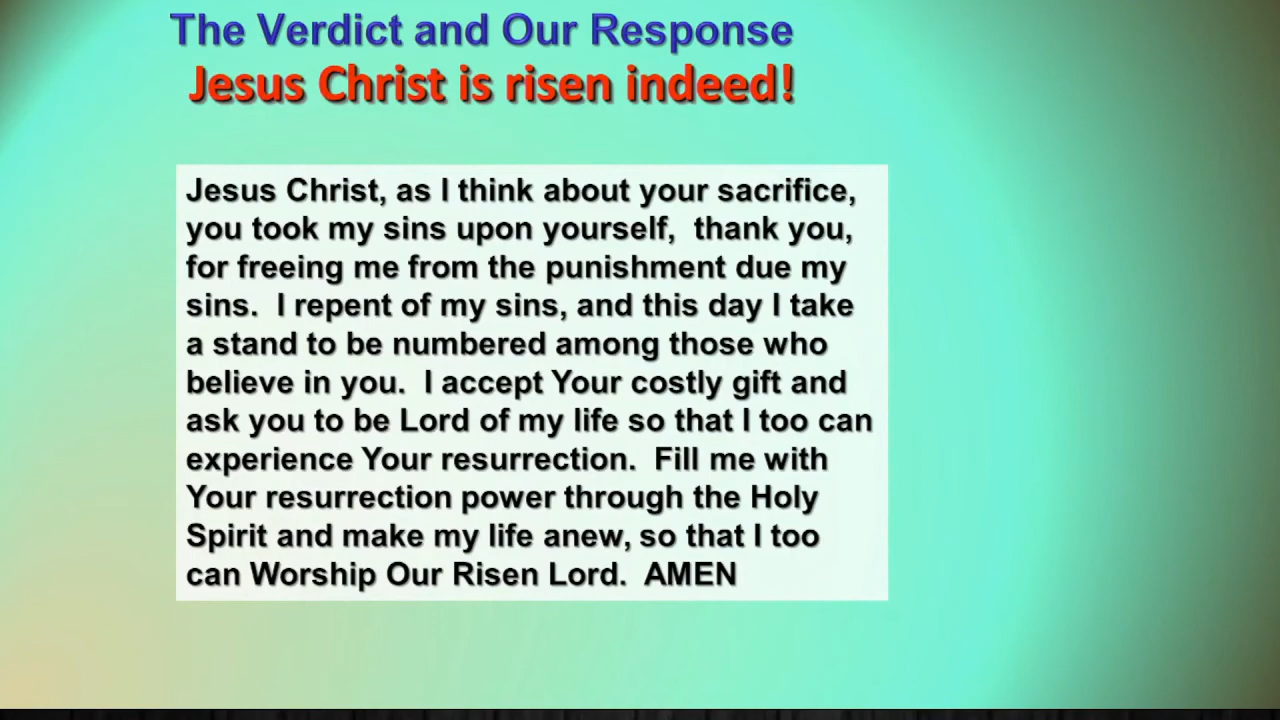 The Verdict and Our Response
Jesus Christ is risen indeed!
Jesus Christ, as I think about your sacrifice,
you took my sins upon yourself,  thank you,
for freeing me from the punishment due my
sins.  I repent of my sins, and this day I take
a stand to be numbered among those who
believe in you.  I accept Your costly gift and
ask you to be Lord of my life so that I too can
experience Your resurrection.  Fill me with
Your resurrection power through the Holy
Spirit and make my life anew, so that I too
can Worship Our Risen Lord.  AMEN